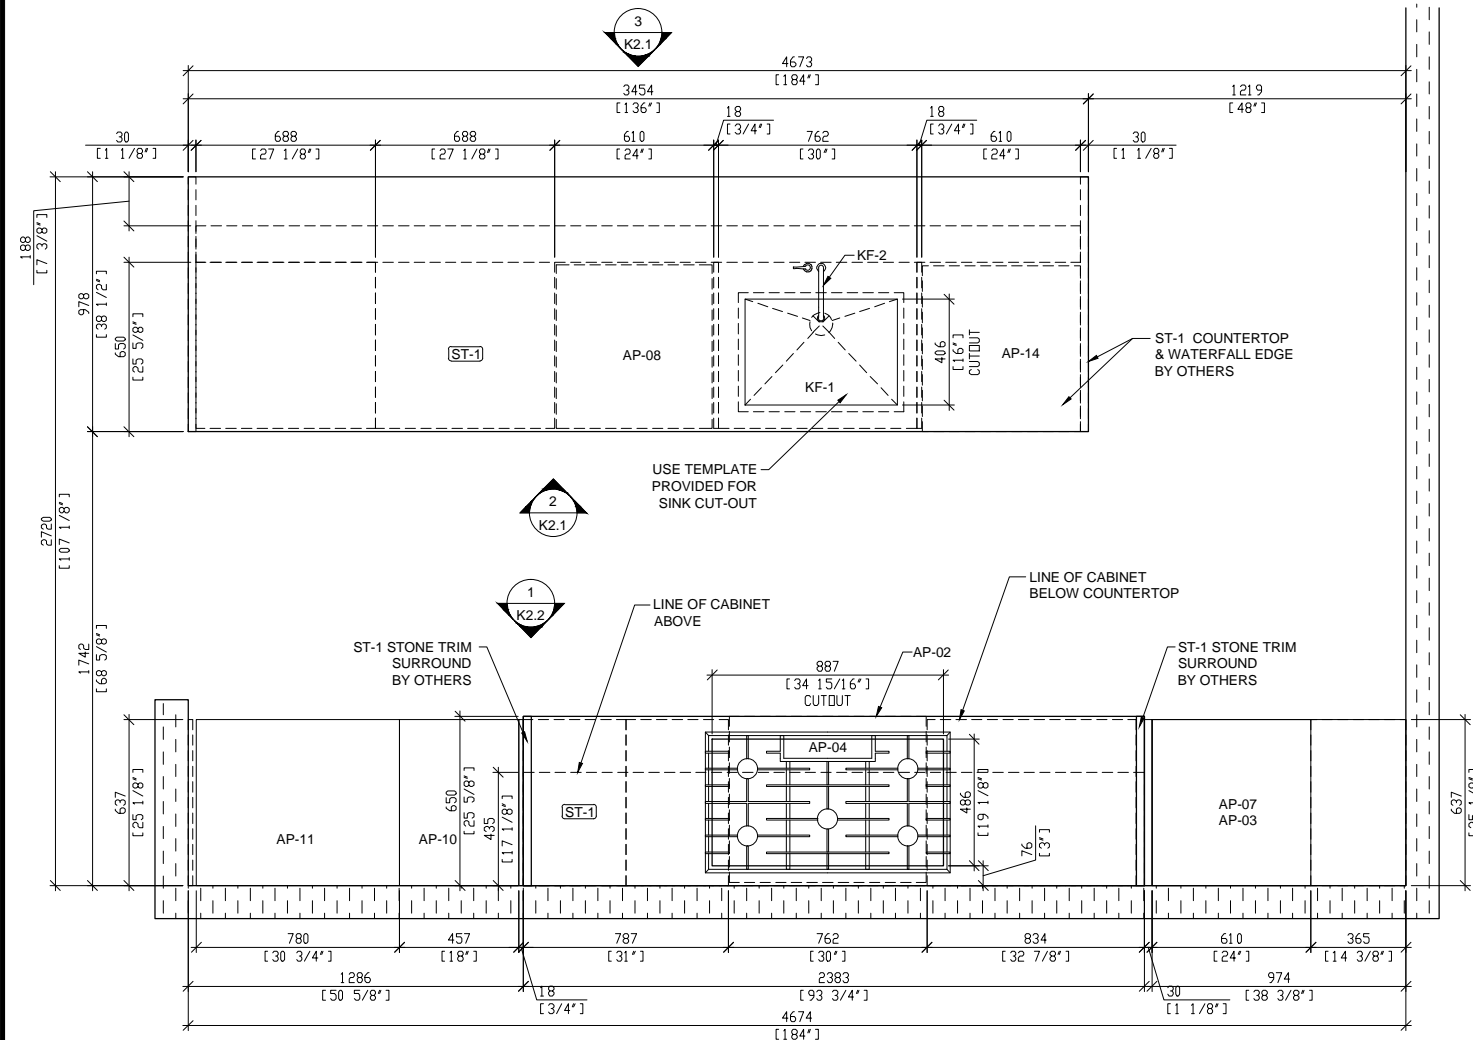 3
K2.1
4673
[184"]
3454
[136"]
1219
[48"]
30
[1 1/8"]
688
[27 1/8"]
688
[27 1/8"]
610
[24"]
18
[3/4"]
762
[30"]
18
[3/4"]
610
[24"]
30
[1 1/8"]
188
[7 3/8"]
978
[38 1/2"]
650
[25 5/8"]
2720
[107 1/8"]
1742
[68 5/8"]
ST-1
AP-08
KF-2
KF-1
406
[16"]
CUTOUT
AP-14
ST-1 COUNTERTOP
& WATERFALL EDGE
BY OTHERS
USE TEMPLATE
PROVIDED FOR
SINK CUT-OUT
2
K2.1
1
K2.2
LINE OF CABINET
ABOVE
LINE OF CABINET
BELOW COUNTERTOP
ST-1 STONE TRIM
SURROUND
BY OTHERS
887
[34 15/16"]
CUTOUT
AP-02
ST-1 STONE TRIM
SURROUND
BY OTHERS
637
[25 1/8"]
AP-11
AP-10
650
[25 5/8"]
435
[17 1/8"]
ST-1
AP-04
486
[19 1/8"]
76
[3"]
AP-07
AP-03
637
780
[30 3/4"]
457
[18"]
787
[31"]
762
[30"]
834
[32 7/8"]
610
[24"]
365
[14 3/8"]
1286
[50 5/8"]
18
[3/4"]
2383
[93 3/4"]
30
[1 1/8"]
974
[38 3/8"]
4674
[184"]